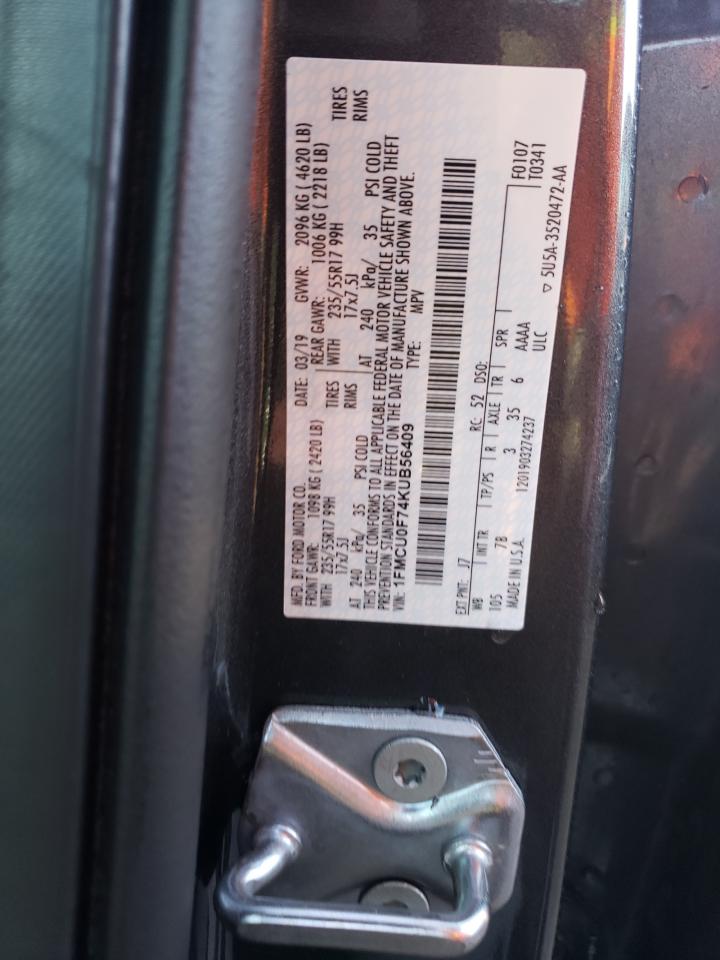 MFD. BY FORD MOTOR CO.
DATE: 03/19 GVWR: 2096 KG ( 4620 LB)
FRONT GAWR: 1098 KG ( 2420 LB) REAR GAWR: 1006 KG ( 2218 LB)
WITH 235/55R17 99H TIRES WITH 235/55R17 99H TIRES
17x7.5J RIMS 17x7.5J RIMS
AT 240 kPa/ 35 PSI COLD AT 240 kPa/ 35 PSI COLD
THIS VEHICLE CONFORMS TO ALL APPLICABLE FEDERAL MOTOR VEHICLE SAFETY AND THEFT
PREVENTION STANDARDS IN EFFECT ON THE DATE OF MANUFACTURE SHOWN ABOVE.
VIN: 1FMCU0F74KUB56409 TYPE: MPV
EXT PNT: J7 RC: 52 DSO: F0107
T0341
WB INT TR TP/PS R AXLE TR SPR
105 7B 3 35 6 AAAA
MADE IN U.S.A. 1201903274237 ULC
▽ 5U5A-3520472-AA